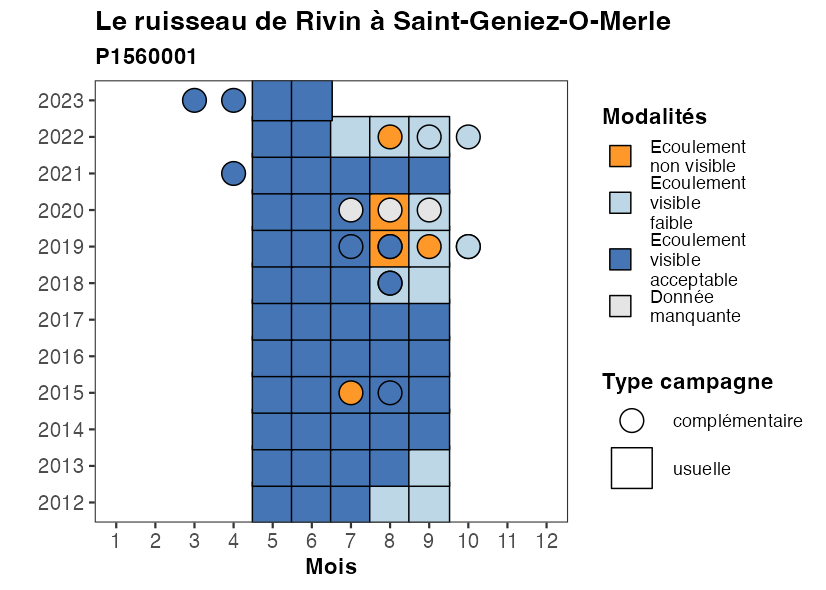 Le ruisseau de Rivin à Saint-Geniez-O-Merle
P1560001
2023
2022
2021
2020
2019
2018
2017
2016
2015
2014
2013
2012
1 2 3 4 5 6 7 8 9 10 11 12
Mois
Modalités
Ecoulement
non visible
Ecoulement
visible
faible
Ecoulement
visible
acceptable
Donnée
manquante
Type campagne
complémentaire
usuelle